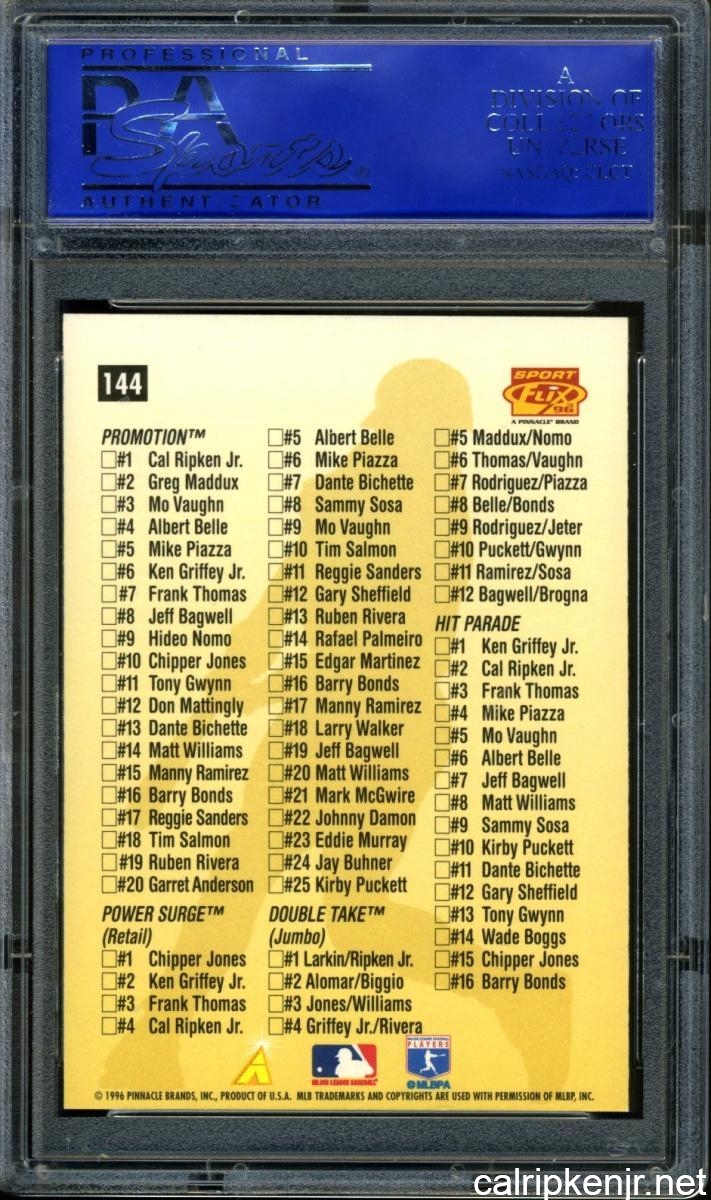 PROFESSIONAL
PSA
Sports®
AUTHENTICATOR
A
DIVISION OF
COLLECTORS
UNIVERSE
NASDAQ: CLCT
144
SPORT
FLIX
96
A PINNACLE BRAND
PROMOTION™
#1 Cal Ripken Jr.
#2 Greg Maddux
#3 Mo Vaughn
#4 Albert Belle
#5 Mike Piazza
#6 Ken Griffey Jr.
#7 Frank Thomas
#8 Jeff Bagwell
#9 Hideo Nomo
#10 Chipper Jones
#11 Tony Gwynn
#12 Don Mattingly
#13 Dante Bichette
#14 Matt Williams
#15 Manny Ramirez
#16 Barry Bonds
#17 Reggie Sanders
#18 Tim Salmon
#19 Ruben Rivera
#20 Garret Anderson
POWER SURGE™
(Retail)
#1 Chipper Jones
#2 Ken Griffey Jr.
#3 Frank Thomas
#4 Cal Ripken Jr.
#5 Albert Belle
#6 Mike Piazza
#7 Dante Bichette
#8 Sammy Sosa
#9 Mo Vaughn
#10 Tim Salmon
#11 Reggie Sanders
#12 Gary Sheffield
#13 Ruben Rivera
#14 Rafael Palmeiro
#15 Edgar Martinez
#16 Barry Bonds
#17 Manny Ramirez
#18 Larry Walker
#19 Jeff Bagwell
#20 Matt Williams
#21 Mark McGwire
#22 Johnny Damon
#23 Eddie Murray
#24 Jay Buhner
#25 Kirby Puckett
DOUBLE TAKE™
(Jumbo)
#1 Larkin/Ripken Jr.
#2 Alomar/Biggio
#3 Jones/Williams
#4 Griffey Jr./Rivera
#5 Maddux/Nomo
#6 Thomas/Vaughn
#7 Rodriguez/Piazza
#8 Belle/Bonds
#9 Rodriguez/Jeter
#10 Puckett/Gwynn
#11 Ramirez/Sosa
#12 Bagwell/Brogna
HIT PARADE
#1 Ken Griffey Jr.
#2 Cal Ripken Jr.
#3 Frank Thomas
#4 Mike Piazza
#5 Mo Vaughn
#6 Albert Belle
#7 Jeff Bagwell
#8 Matt Williams
#9 Sammy Sosa
#10 Kirby Puckett
#11 Dante Bichette
#12 Gary Sheffield
#13 Tony Gwynn
#14 Wade Boggs
#15 Chipper Jones
#16 Barry Bonds
MAJOR LEAGUE BASEBALL
MAJOR LEAGUE BASEBALL
PLAYERS
©MLBPA
© 1996 PINNACLE BRANDS, INC., PRODUCT OF U.S.A. MLB TRADEMARKS AND COPYRIGHTS ARE USED WITH PERMISSION OF MLBP, INC.
calripkenjr.net